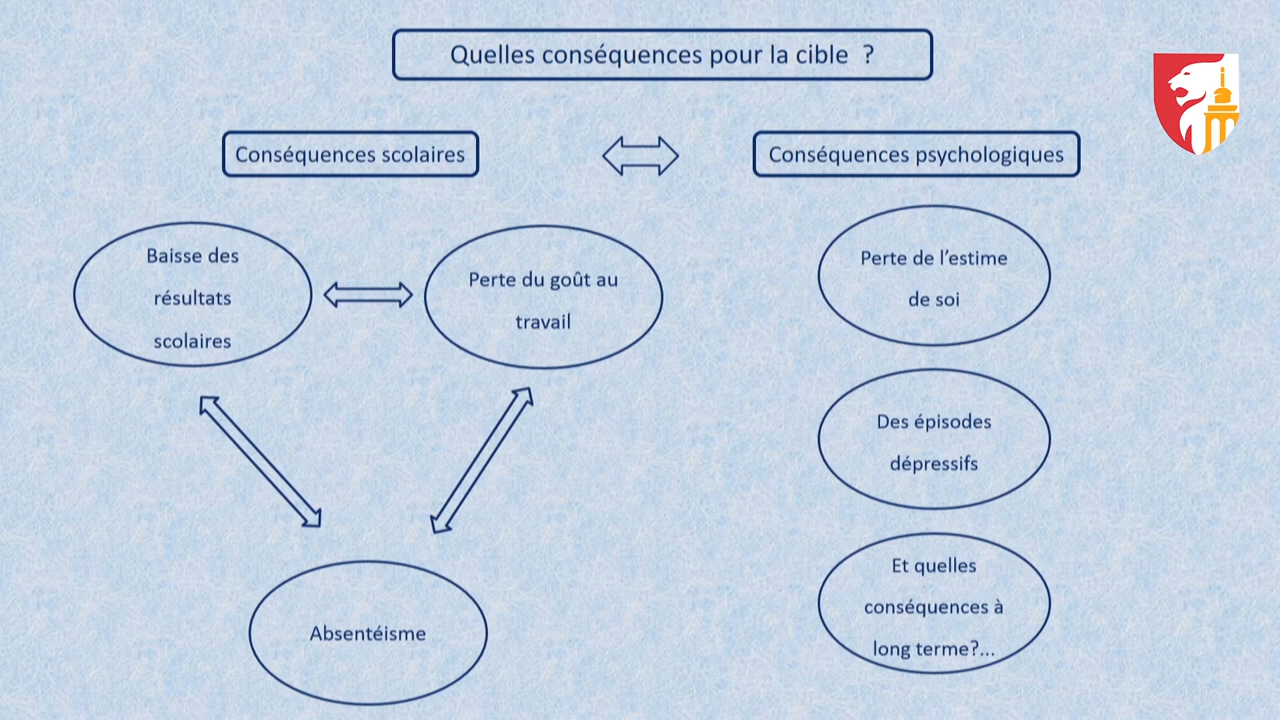 Quelles conséquences pour la cible  ?
Conséquences scolaires
Conséquences psychologiques
Baisse des
résultats
scolaires
Perte du goût au
travail
Absentéisme
Perte de l’estime
de soi
Des épisodes
dépressifs
Et quelles
conséquences à
long terme?...